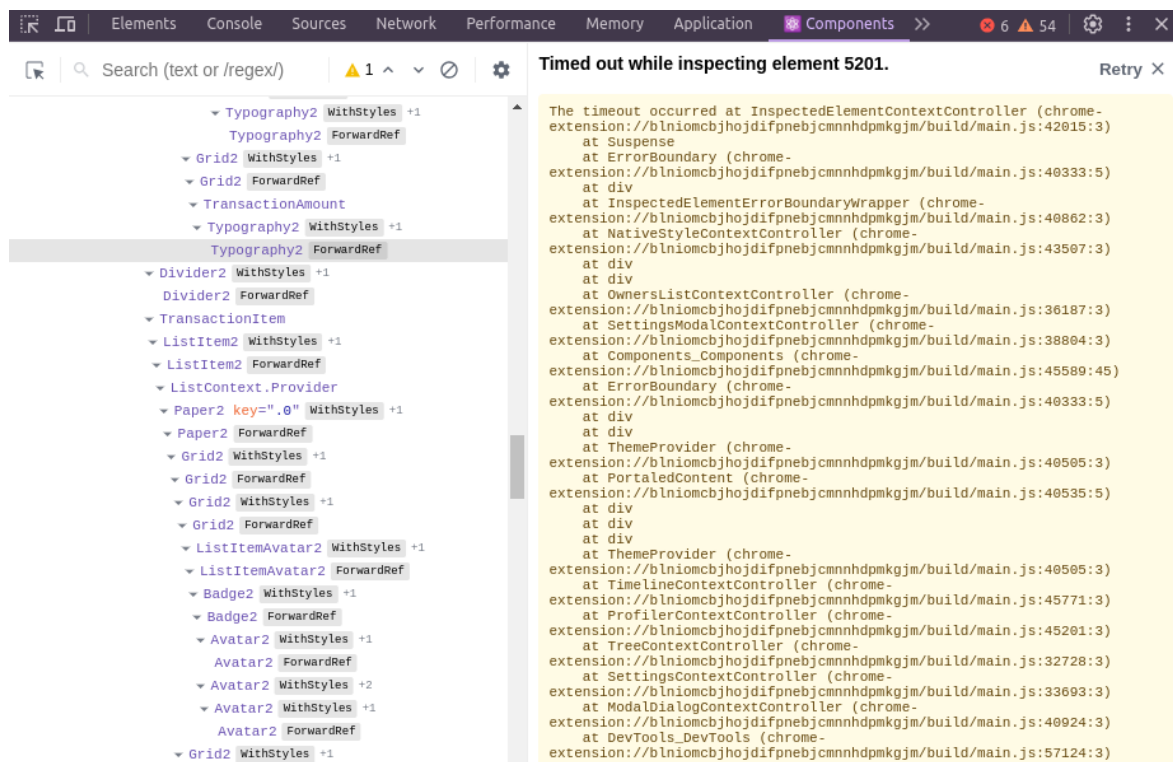 Elements Console Sources Network Performance Memory Application Components 6 54
Search (text or /regex/) 1
Typography2 WithStyles +1
Typography2 ForwardRef
Grid2 WithStyles +1
Grid2 ForwardRef
TransactionAmount
Typography2 WithStyles +1
Typography2 ForwardRef
Divider2 WithStyles +1
Divider2 ForwardRef
TransactionItem
ListItem2 WithStyles +1
ListItem2 ForwardRef
ListContext.Provider
Paper2 key=".0" WithStyles +1
Paper2 ForwardRef
Grid2 WithStyles +1
Grid2 ForwardRef
Grid2 WithStyles +1
Grid2 ForwardRef
ListItemAvatar2 WithStyles +1
ListItemAvatar2 ForwardRef
Badge2 WithStyles +1
Badge2 ForwardRef
Avatar2 WithStyles +1
Avatar2 ForwardRef
Avatar2 WithStyles +2
Avatar2 WithStyles +1
Avatar2 ForwardRef
Grid2 WithStyles +1
Timed out while inspecting element 5201.
Retry
The timeout occurred at InspectedElementContextController (chrome-
extension://blniomcbjhojdifpnebjcmnnhdpmkgjm/build/main.js:42015:3)
at Suspense
at ErrorBoundary (chrome-
extension://blniomcbjhojdifpnebjcmnnhdpmkgjm/build/main.js:40333:5)
at div
at InspectedElementErrorBoundaryWrapper (chrome-
extension://blniomcbjhojdifpnebjcmnnhdpmkgjm/build/main.js:40862:3)
at NativeStyleContextController (chrome-
extension://blniomcbjhojdifpnebjcmnnhdpmkgjm/build/main.js:43507:3)
at div
at div
at OwnersListContextController (chrome-
extension://blniomcbjhojdifpnebjcmnnhdpmkgjm/build/main.js:36187:3)
at SettingsModalContextController (chrome-
extension://blniomcbjhojdifpnebjcmnnhdpmkgjm/build/main.js:38804:3)
at Components_Components (chrome-
extension://blniomcbjhojdifpnebjcmnnhdpmkgjm/build/main.js:45589:45)
at ErrorBoundary (chrome-
extension://blniomcbjhojdifpnebjcmnnhdpmkgjm/build/main.js:40333:5)
at div
at div
at ThemeProvider (chrome-
extension://blniomcbjhojdifpnebjcmnnhdpmkgjm/build/main.js:40505:3)
at PortaledContent (chrome-
extension://blniomcbjhojdifpnebjcmnnhdpmkgjm/build/main.js:40535:5)
at div
at div
at div
at ThemeProvider (chrome-
extension://blniomcbjhojdifpnebjcmnnhdpmkgjm/build/main.js:40505:3)
at TimelineContextController (chrome-
extension://blniomcbjhojdifpnebjcmnnhdpmkgjm/build/main.js:45771:3)
at ProfilerContextController (chrome-
extension://blniomcbjhojdifpnebjcmnnhdpmkgjm/build/main.js:45201:3)
at TreeContextController (chrome-
extension://blniomcbjhojdifpnebjcmnnhdpmkgjm/build/main.js:32728:3)
at SettingsContextController (chrome-
extension://blniomcbjhojdifpnebjcmnnhdpmkgjm/build/main.js:33693:3)
at ModalDialogContextController (chrome-
extension://blniomcbjhojdifpnebjcmnnhdpmkgjm/build/main.js:40924:3)
at DevTools_DevTools (chrome-
extension://blniomcbjhojdifpnebjcmnnhdpmkgjm/build/main.js:57124:3)